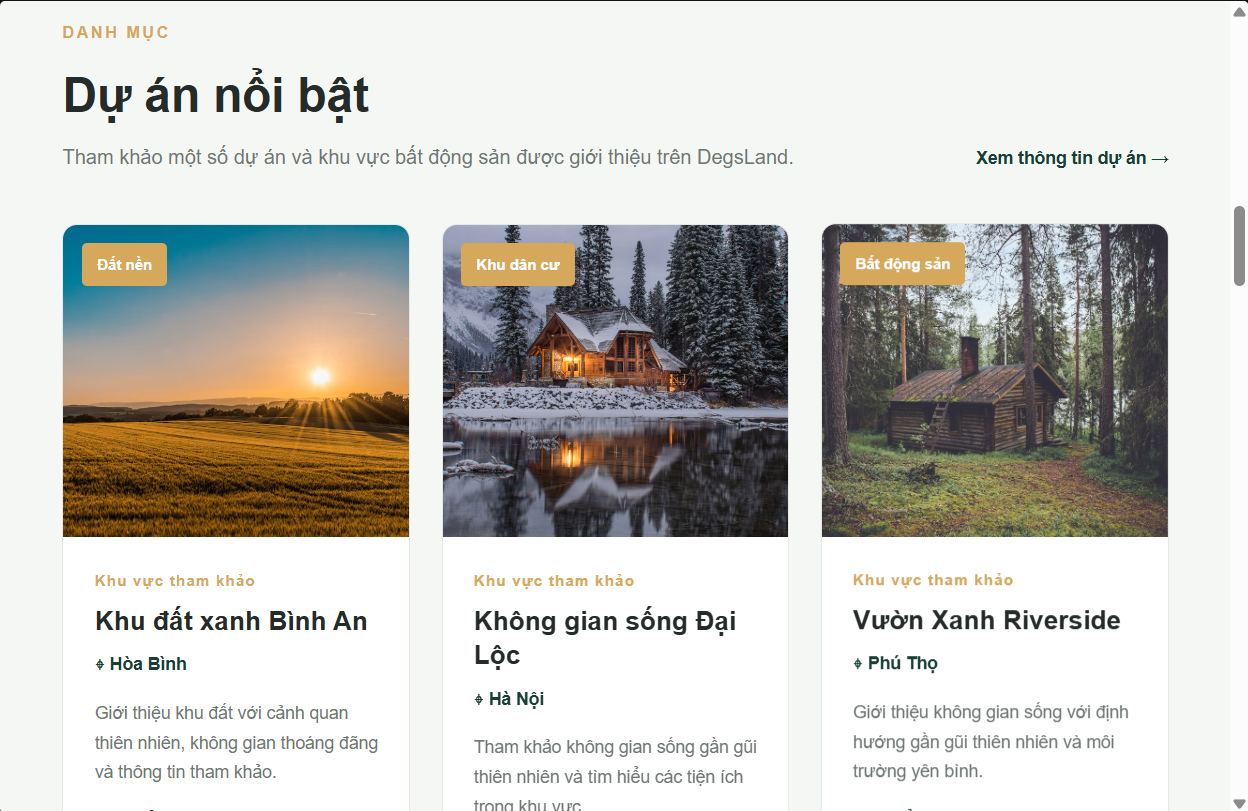 DANH MỤC
Dự án nổi bật
Tham khảo một số dự án và khu vực bất động sản được giới thiệu trên DegsLand.
Xem thông tin dự án →
Đất nền
Khu vực tham khảo
Khu đất xanh Bình An
⌖ Hòa Bình
Giới thiệu khu đất với cảnh quan
thiên nhiên, không gian thoáng đãng
và thông tin tham khảo.
Khu dân cư
Khu vực tham khảo
Không gian sống Đại
Lộc
⌖ Hà Nội
Tham khảo không gian sống gần gũi
thiên nhiên và tìm hiểu các tiện ích
trong khu vực.
Bất động sản
Khu vực tham khảo
Vườn Xanh Riverside
⌖ Phú Thọ
Giới thiệu không gian sống với định
hướng gần gũi thiên nhiên và môi
trường yên bình.